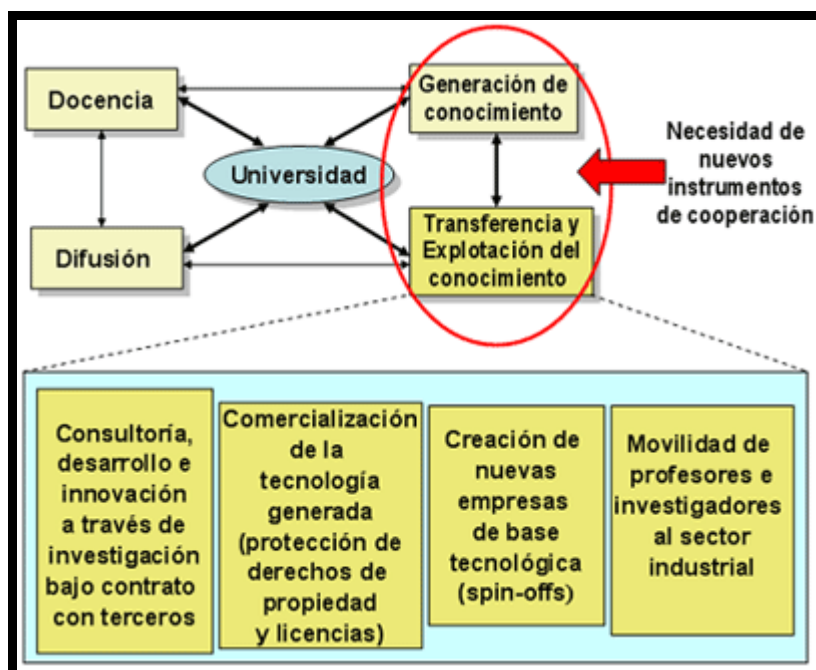 Docencia
Generación de
conocimiento
Universidad
Necesidad de
nuevos
instrumentos
de cooperación
Difusión
Transferencia y
Explotación del
conocimiento
Consultoría,
desarrollo e
innovación
a través de
investigación
bajo contrato
con terceros
Comercialización
de la
tecnología
generada
(protección de
derechos de
propiedad
y licencias)
Creación de
nuevas
empresas
de base
tecnológica
(spin-offs)
Movilidad de
profesores e
investigadores
al sector
industrial